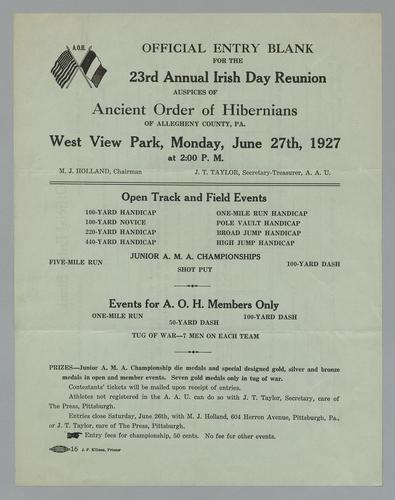 A.O.H.
OFFICIAL ENTRY BLANK
FOR THE
23rd Annual Irish Day Reunion
AUSPICES OF
Ancient Order of Hibernians
OF ALLEGHENY COUNTY, PA.
West View Park, Monday, June 27th, 1927
at 2:00 P. M.
M. J. HOLLAND, Chairman J. T. TAYLOR, Secretary-Treasurer, A. A. U.
Open Track and Field Events
100-YARD HANDICAP ONE-MILE RUN HANDICAP
100-YARD NOVICE POLE VAULT HANDICAP
220-YARD HANDICAP BROAD JUMP HANDICAP
440-YARD HANDICAP HIGH JUMP HANDICAP
JUNIOR A. M. A. CHAMPIONSHIPS
FIVE-MILE RUN 100-YARD DASH
SHOT PUT
Events for A. O. H. Members Only
ONE-MILE RUN 100-YARD DASH
50-YARD DASH
TUG OF WAR—7 MEN ON EACH TEAM
PRIZES—Junior A. M. A. Championship die medals and special designed gold, silver and bronze
medals in open and member events. Seven gold medals only in tug of war.
Contestants' tickets will be mailed upon receipt of entries.
Athletes not registered in the A. A. U. can do so with J. T. Taylor, Secretary, care of
The Press, Pittsburgh.
Entries close Saturday, June 26th, with M. J. Holland, 604 Herron Avenue, Pittsburgh, Pa.,
or J. T. Taylor, care of The Press, Pittsburgh.
Entry fees for championship, 50 cents. No fee for other events.
16 J. F. Killeen, Printer